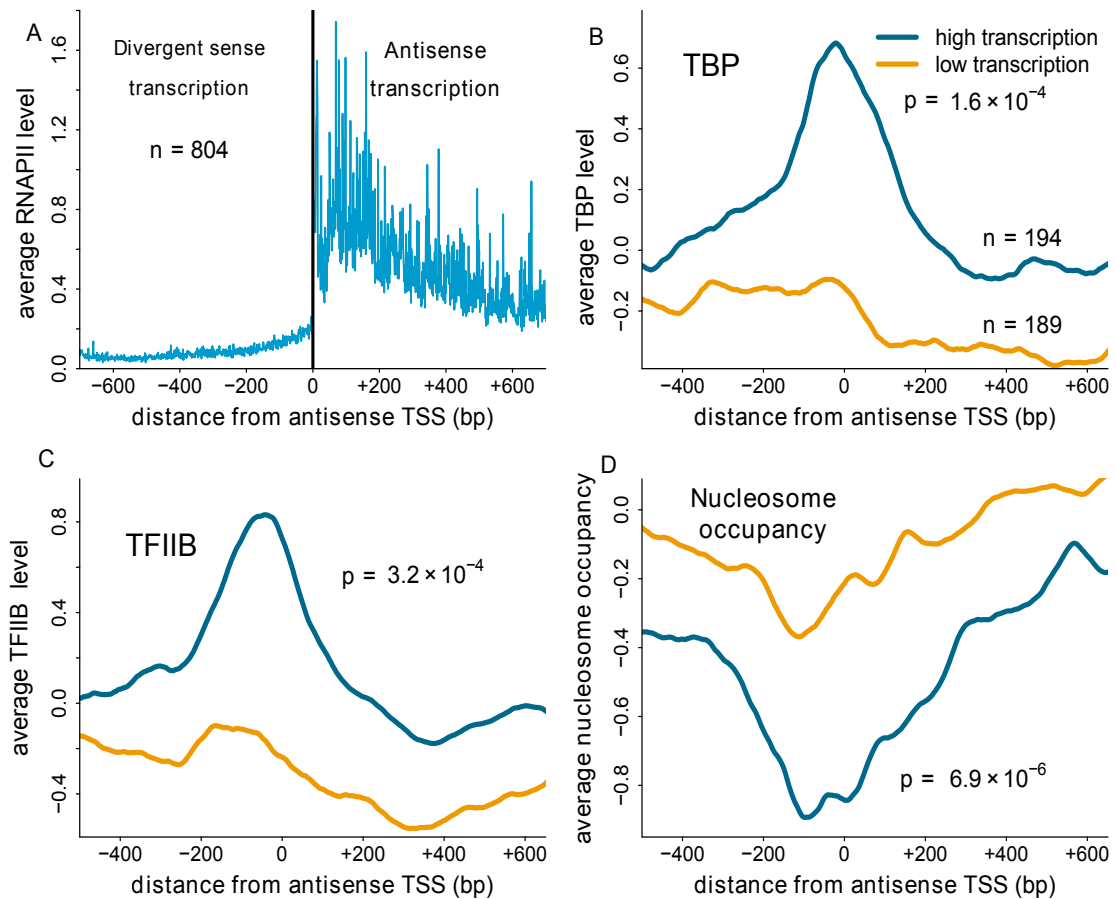 A
Divergent sense
transcription
n = 804
Antisense
transcription
average RNAPII level
0.0 0.4 0.8 1.2 1.6
−600 −400 −200 0 +200 +400 +600
distance from antisense TSS (bp)
B
TBP
high transcription
low transcription
p = 1.6 × 10⁻⁴
n = 194
n = 189
average TBP level
−0.2 0.0 0.2 0.4 0.6
−400 −200 0 +200 +400 +600
distance from antisense TSS (bp)
C
TFIIB
p = 3.2 × 10⁻⁴
average TFIIB level
−0.4 0.0 0.4 0.8
−400 −200 0 +200 +400 +600
distance from antisense TSS (bp)
D
Nucleosome
occupancy
p = 6.9 × 10⁻⁶
average nucleosome occupancy
−0.8 −0.6 −0.4 −0.2 0.0
−400 −200 0 +200 +400 +600
distance from antisense TSS (bp)